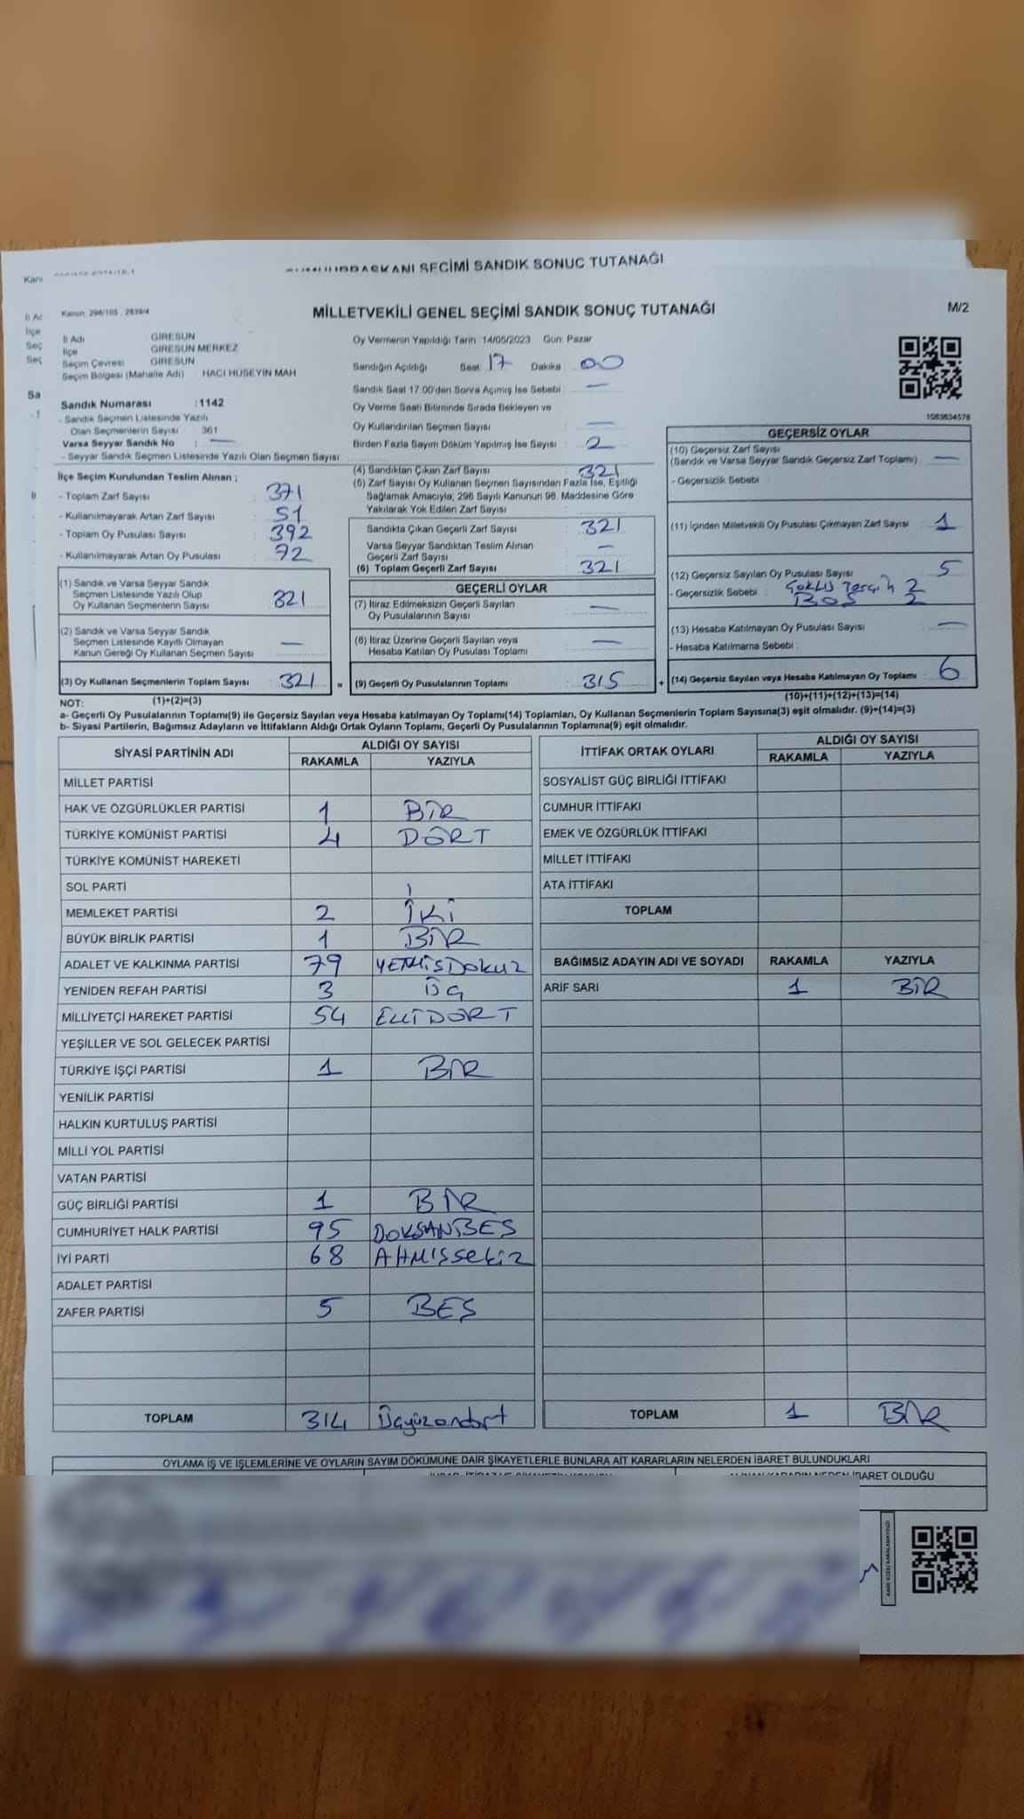 CUMHURBAŞKANI SEÇİMİ SANDIK SONUÇ TUTANAĞI
MİLLETVEKİLİ GENEL SEÇİMİ SANDIK SONUÇ TUTANAĞI
M/2
İl Adı GİRESUN
İlçe GİRESUN MERKEZ
Seçim Çevresi GİRESUN
Seçim Bölgesi (Mahalle Adı) HACI HÜSEYİN MAH
Sandık Numarası :1142
- Sandık Seçmen Listesinde Yazılı
Olan Seçmenlerin Sayısı 361
Varsa Seyyar Sandık No : —
- Seyyar Sandık Seçmen Listesinde Yazılı Olan Seçmen Sayısı
Oy Vermenin Yapıldığı Tarih 14/05/2023 Gün: Pazar
Sandığın Açıldığı Saat 17 Dakika 00
Sandık Saat 17.00'den Sonra Açılmış İse Sebebi : —
Oy Verme Saati Bitiminde Sırada Bekleyen ve
Oy Kullandırılan Seçmen Sayısı —
Birden Fazla Sayım Döküm Yapılmış İse Sayısı : 2
İlçe Seçim Kurulundan Teslim Alınan ;
- Toplam Zarf Sayısı 371
- Kullanılmayarak Artan Zarf Sayısı 51
- Toplam Oy Pusulası Sayısı 392
- Kullanılmayarak Artan Oy Pusulası 72
(1) Sandık ve Varsa Seyyar Sandık
Seçmen Listesinde Yazılı Olup
Oy Kullanan Seçmenlerin Sayısı 321
(2) Sandık ve Varsa Seyyar Sandık
Seçmen Listesinde Kayıtlı Olmayan
Kanun Gereği Oy Kullanan Seçmen Sayısı —
(3) Oy Kullanan Seçmenlerin Toplam Sayısı 321 =
(4) Sandıktan Çıkan Zarf Sayısı 321
(5) Zarf Sayısı Oy Kullanan Seçmen Sayısından Fazla İse, Eşitliği
Sağlamak Amacıyla, 298 Sayılı Kanunun 98. Maddesine Göre
Yakılarak Yok Edilen Zarf Sayısı
Sandıkta Çıkan Geçerli Zarf Sayısı : 321
Varsa Seyyar Sandıktan Teslim Alınan
Geçerli Zarf Sayısı —
(6) Toplam Geçerli Zarf Sayısı 321
GEÇERLİ OYLAR
(7) İtiraz Edilmeksizin Geçerli Sayılan
Oy Pusulalarının Sayısı —
(8) İtiraz Üzerine Geçerli Sayılan veya
Hesaba Katılan Oy Pusulası Toplamı —
(9) Geçerli Oy Pusulalarının Toplamı : 315 +
1063634578
GEÇERSİZ OYLAR
(10) Geçersiz Zarf Sayısı
(Sandık ve Varsa Seyyar Sandık Geçersiz Zarf Toplamı) —
- Geçersizlik Sebebi
(11) İçinden Milletvekili Oy Pusulası Çıkmayan Zarf Sayısı 1
(12) Geçersiz Sayılan Oy Pusulası Sayısı 5
- Geçersizlik Sebebi
BOŞ 2
(13) Hesaba Katılmayan Oy Pusulası Sayısı —
- Hesaba Katılmama Sebebi
(14) Geçersiz Sayılan veya Hesaba Katılmayan Oy Toplamı 6
NOT: (1)+(2)=(3) (10)+(11)+(12)+(13)=(14)
a- Geçerli Oy Pusulalarının Toplamı(9) ile Geçersiz Sayılan veya Hesaba katılmayan Oy Toplamı(14) Toplamları, Oy Kullanan Seçmenlerin Toplam Sayısına(3) eşit olmalıdır. (9)+(14)=(3)
b- Siyasi Partilerin, Bağımsız Adayların ve İttifakların Aldığı Ortak Oyların Toplamı, Geçerli Oy Pusulalarının Toplamına(9) eşit olmalıdır.
SİYASİ PARTİNİN ADI ALDIĞI OY SAYISI
RAKAMLA YAZIYLA
MİLLET PARTİSİ
HAK VE ÖZGÜRLÜKLER PARTİSİ 1 BİR
TÜRKİYE KOMÜNİST PARTİSİ 4 DÖRT
TÜRKİYE KOMÜNİST HAREKETİ
SOL PARTİ
MEMLEKET PARTİSİ 2 İKİ
BÜYÜK BİRLİK PARTİSİ 1 BİR
ADALET VE KALKINMA PARTİSİ 79 YETMİŞDOKUZ
YENİDEN REFAH PARTİSİ 3 ÜÇ
MİLLİYETÇİ HAREKET PARTİSİ 54 ELLİDÖRT
YEŞİLLER VE SOL GELECEK PARTİSİ
TÜRKİYE İŞÇİ PARTİSİ 1 BİR
YENİLİK PARTİSİ
HALKIN KURTULUŞ PARTİSİ
MİLLİ YOL PARTİSİ
VATAN PARTİSİ
GÜÇ BİRLİĞİ PARTİSİ 1 BİR
CUMHURİYET HALK PARTİSİ 95 DOKSANBEŞ
İYİ PARTİ 68 Altmışsekiz
ADALET PARTİSİ
ZAFER PARTİSİ 5 BEŞ
TOPLAM 314 Üçyüzondört
İTTİFAK ORTAK OYLARI ALDIĞI OY SAYISI
RAKAMLA YAZIYLA
SOSYALİST GÜÇ BİRLİĞİ İTTİFAKI
CUMHUR İTTİFAKI
EMEK VE ÖZGÜRLÜK İTTİFAKI
MİLLET İTTİFAKI
ATA İTTİFAKI
TOPLAM
BAĞIMSIZ ADAYIN ADI VE SOYADI RAKAMLA YAZIYLA
ARİF SARI 1 BİR
TOPLAM 1 BİR
OYLAMA İŞ VE İŞLEMLERİNE VE OYLARIN SAYIM DÖKÜMÜNE DAİR ŞİKAYETLERLE BUNLARA AİT KARARLARIN NELERDEN İBARET BULUNDUKLARI
İBARET OLDUĞU